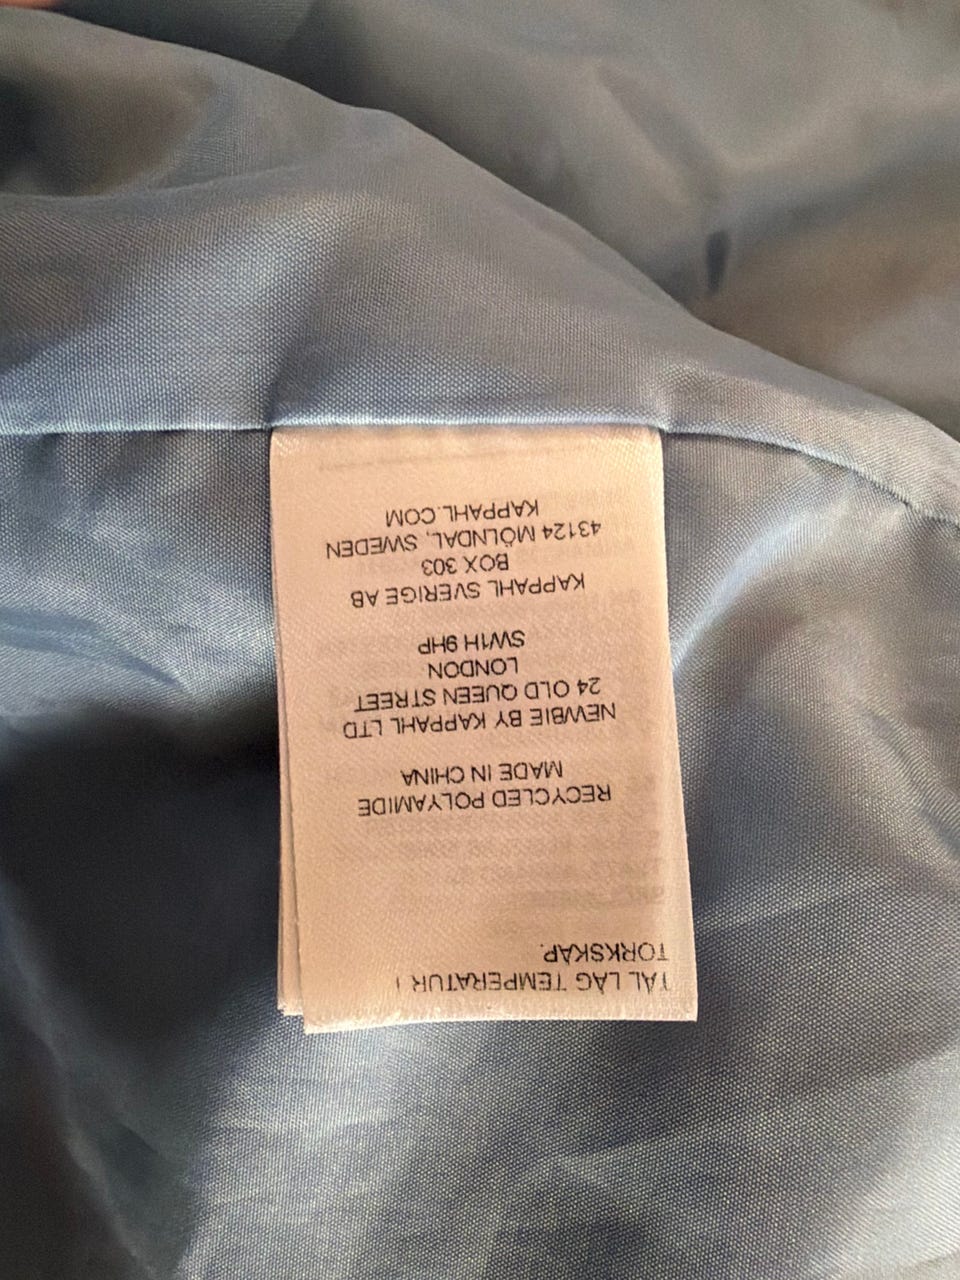 TÅL LÅG TEMPERATUR I
TORKSKÅP.
RECYCLED POLYAMIDE
MADE IN CHINA
NEWBIE BY KAPPAHL LTD
24 OLD QUEEN STREET
LONDON
SW1H 9HP
KAPPAHL SVERIGE AB
BOX 303
43124 MÖLNDAL, SWEDEN
KAPPAHL.COM